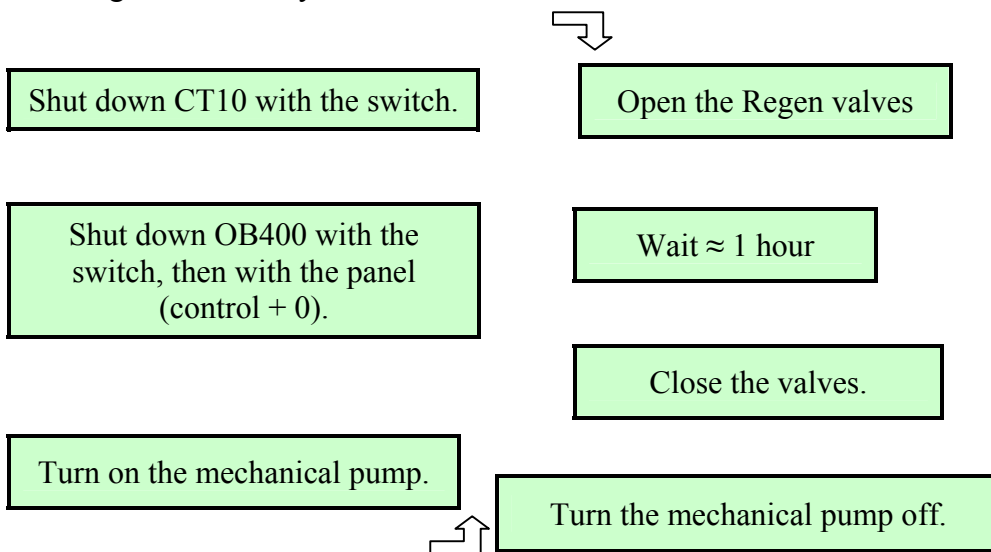 Shut down CT10 with the switch.
Shut down OB400 with the
switch, then with the panel
(control + 0).
Turn on the mechanical pump.
Open the Regen valves
Wait ≈ 1 hour
Close the valves.
Turn the mechanical pump off.